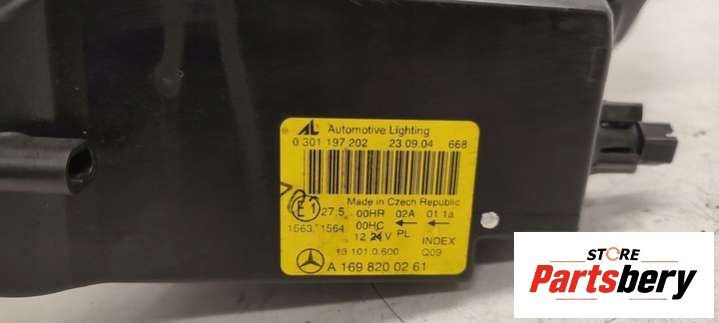 AL Automotive Lighting
0 301 197 202 23.09.04 668
Made in Czech Republic
E1 27.5 00HR 02A 01 1a
1563 1564 00HC ← ←
12 24 V PL INDEX
10.101.0.600 Q09
A 169 820 02 61
STORE
Partsbery